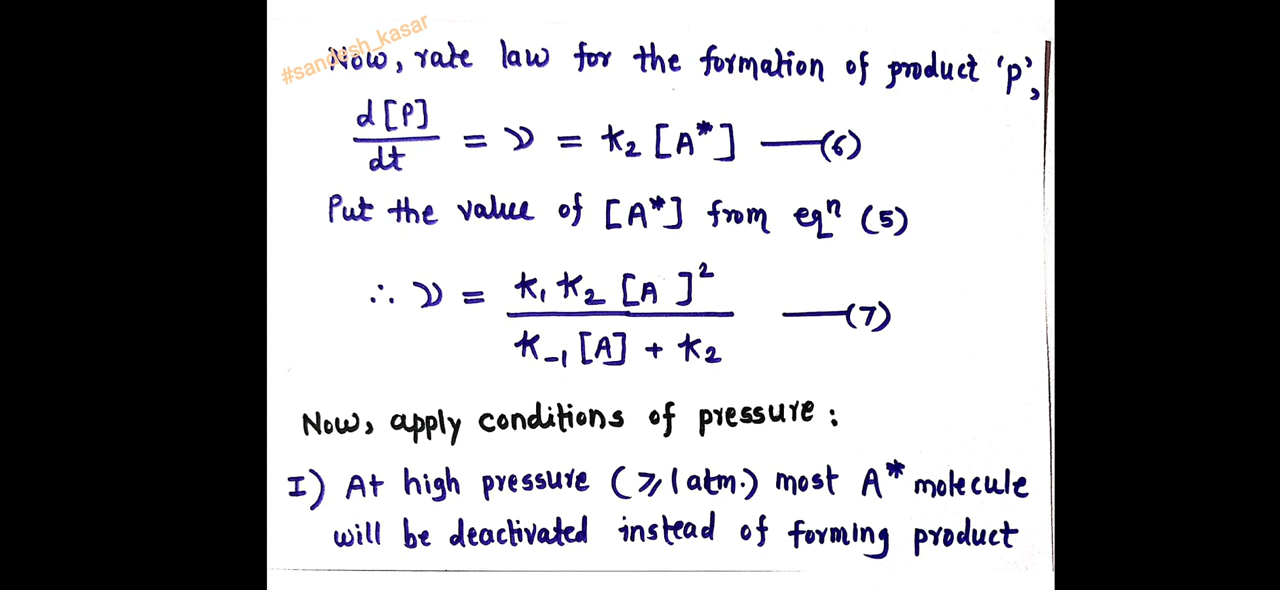 #sandesh_kasar
Now, rate law for the formation of product 'p',
d[P]/dt = ν = k₂ [A*] —(6)
Put the value of [A*] from eqⁿ (5)
∴ ν = k₁ k₂ [A]² / k₋₁ [A] + k₂ —(7)
Now, apply conditions of pressure :
I) At high pressure (⩾1atm.) most A* molecule
will be deactivated instead of forming product